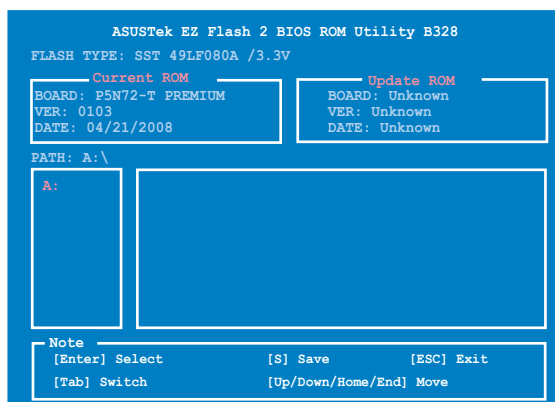 ASUSTek EZ Flash 2 BIOS ROM Utility B328
FLASH TYPE: SST 49LF080A /3.3V
Current ROM
BOARD: P5N72-T PREMIUM
VER: 0103
DATE: 04/21/2008
Update ROM
BOARD: Unknown
VER: Unknown
DATE: Unknown
PATH: A:\
A:
Note
[Enter] Select [S] Save [ESC] Exit
[Tab] Switch [Up/Down/Home/End] Move